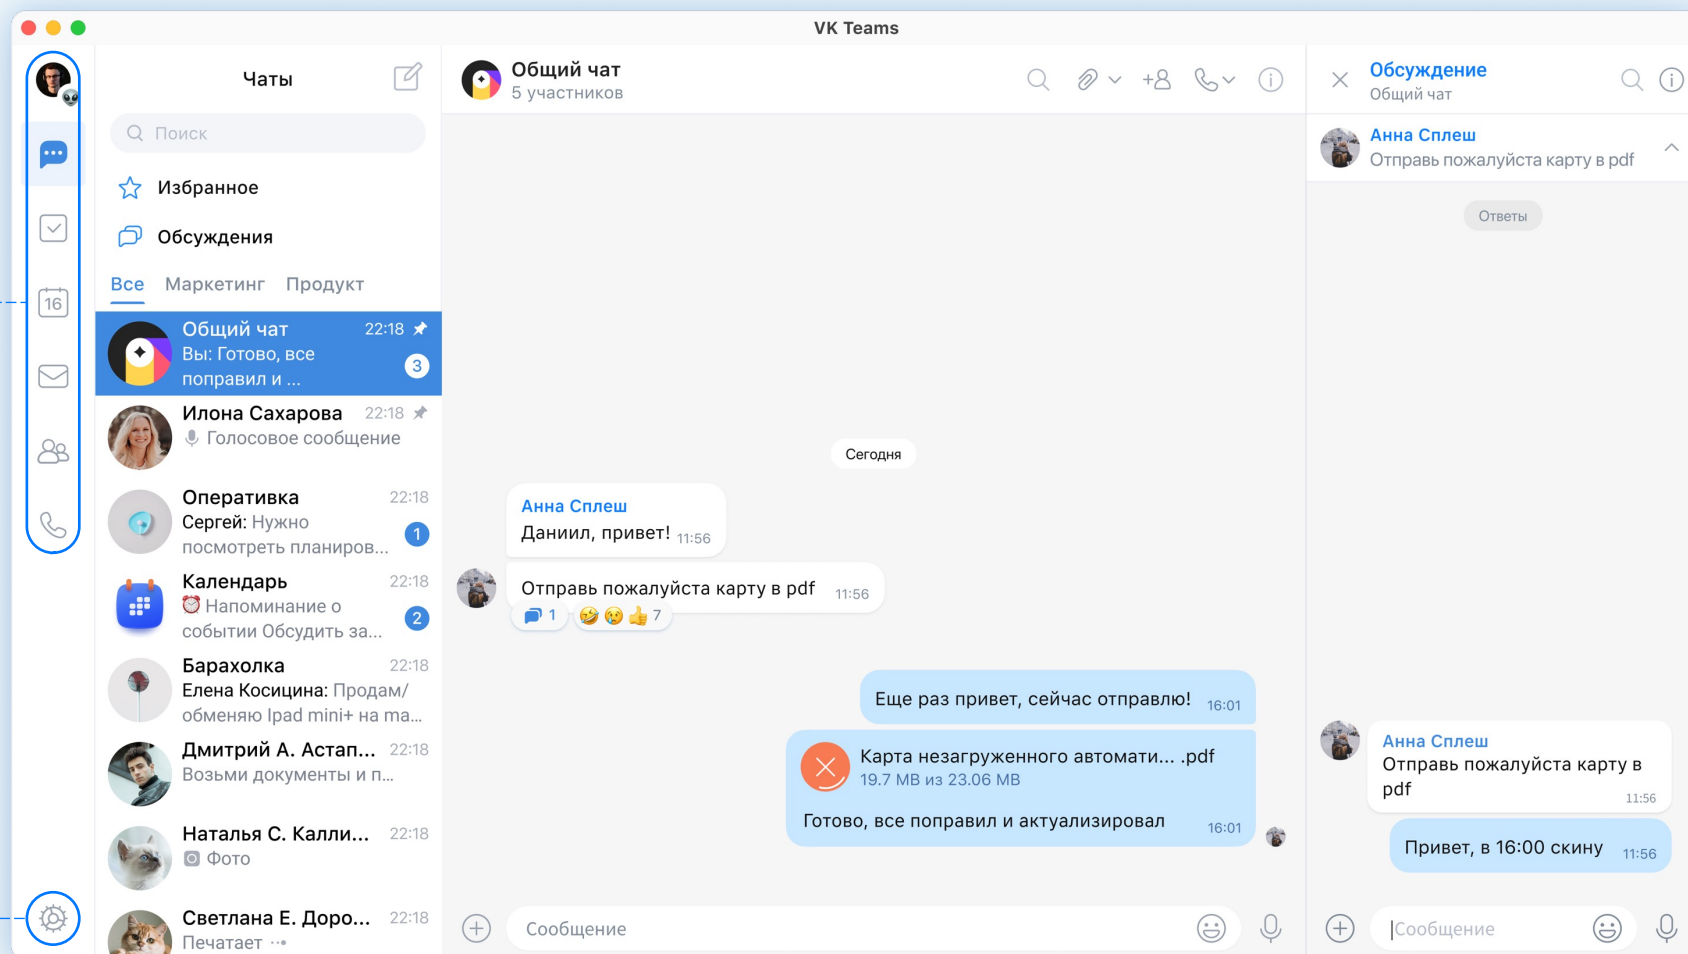 VK Teams
16
Чаты
Поиск
Избранное
Обсуждения
Все Маркетинг Продукт
Общий чат 22:18
Вы: Готово, все
поправил и ...
3
Илона Сахарова 22:18
Голосовое сообщение
Оперативка 22:18
Сергей: Нужно
посмотреть планиров...
1
Календарь 22:18
Напоминание о
событии Обсудить за...
2
Барахолка 22:18
Елена Косицина: Продам/
обменяю Ipad mini+ на ma...
Дмитрий А. Астап... 22:18
Возьми документы и п...
Наталья С. Калли... 22:18
Фото
Светлана Е. Доро... 22:18
Печатает
Общий чат
5 участников
Сегодня
Анна Сплеш
Даниил, привет! 11:56
Отправь пожалуйста карту в pdf 11:56
1 7
Еще раз привет, сейчас отправлю! 16:01
Карта незагруженного автомати... .pdf
19.7 MB из 23.06 MB
Готово, все поправил и актуализировал 16:01
Сообщение
Обсуждение
Общий чат
Анна Сплеш
Отправь пожалуйста карту в pdf
Ответы
Анна Сплеш
Отправь пожалуйста карту в
pdf
11:56
Привет, в 16:00 скину 11:56
Сообщение